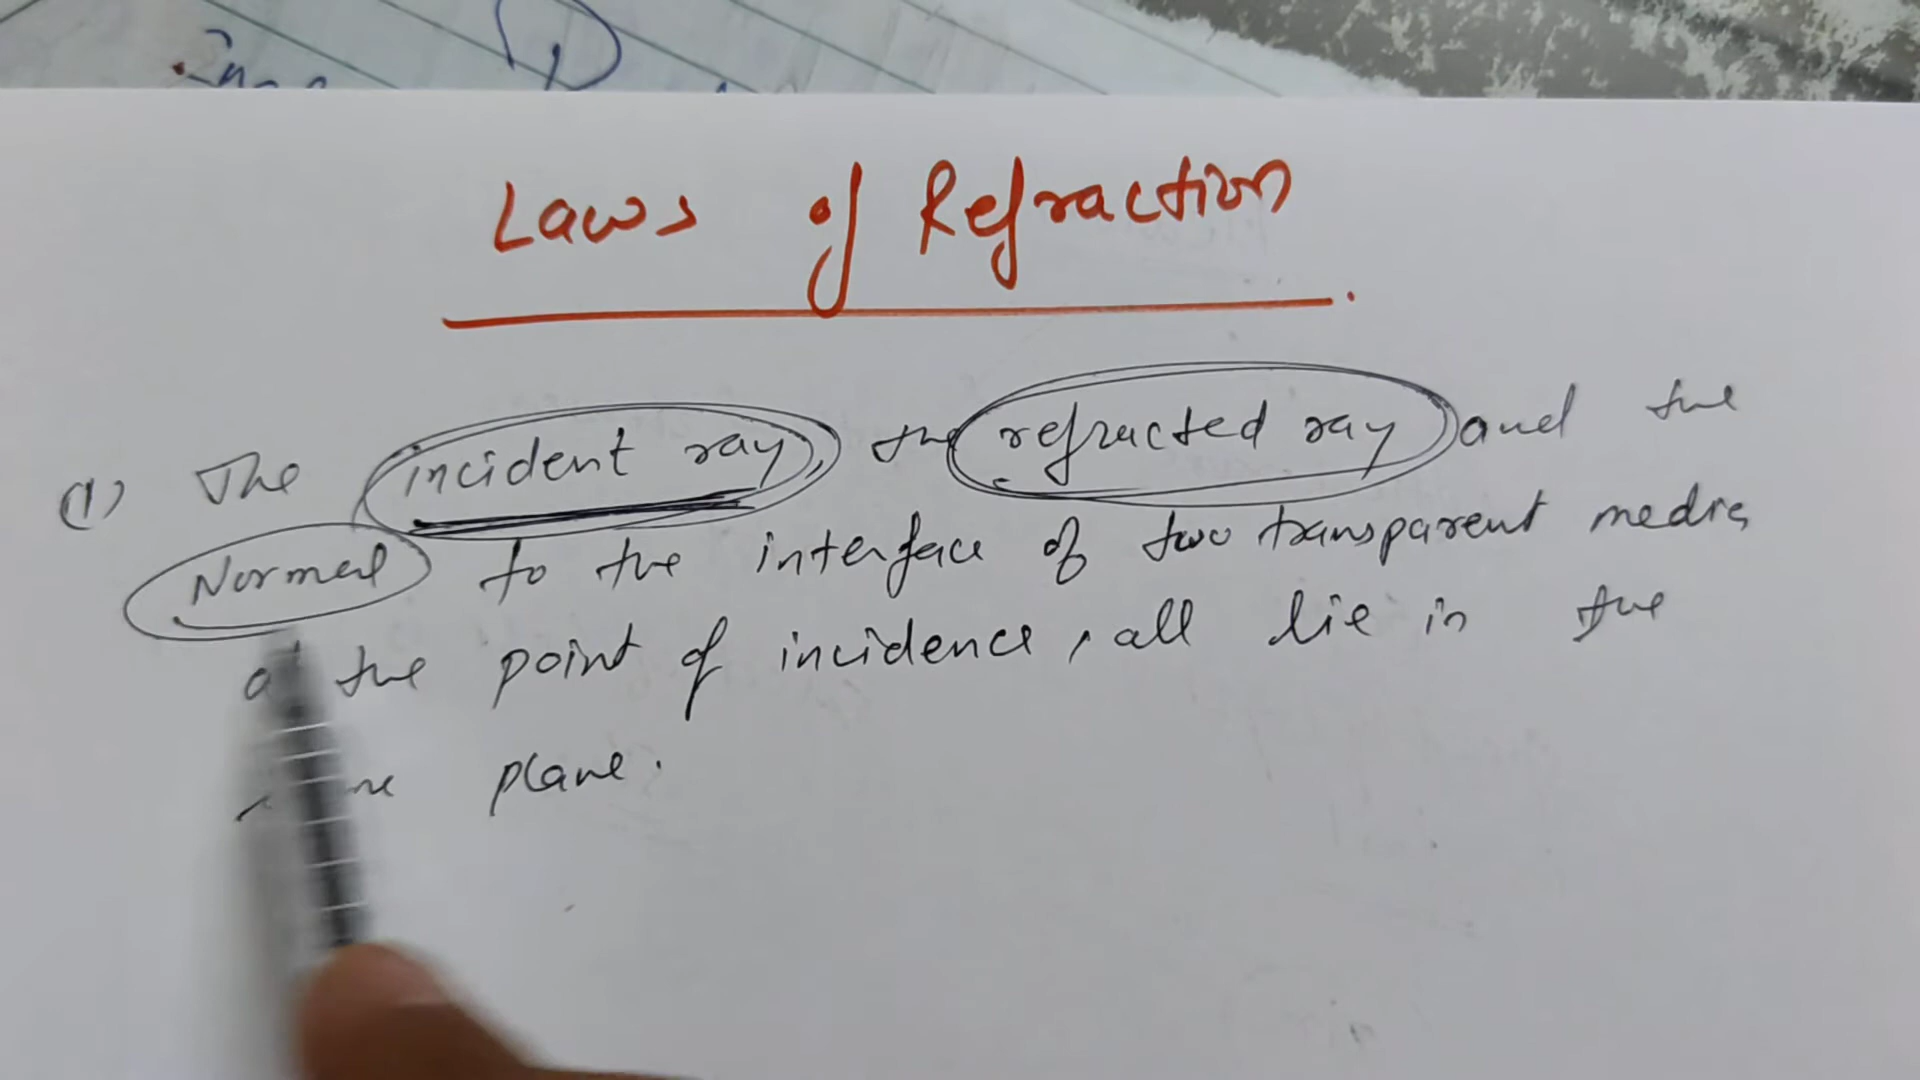 Laws of Refraction
(1) The incident ray, the refracted ray and the
Normal to the interface of two transparent media
the point of incidence, all lie in the
plane.